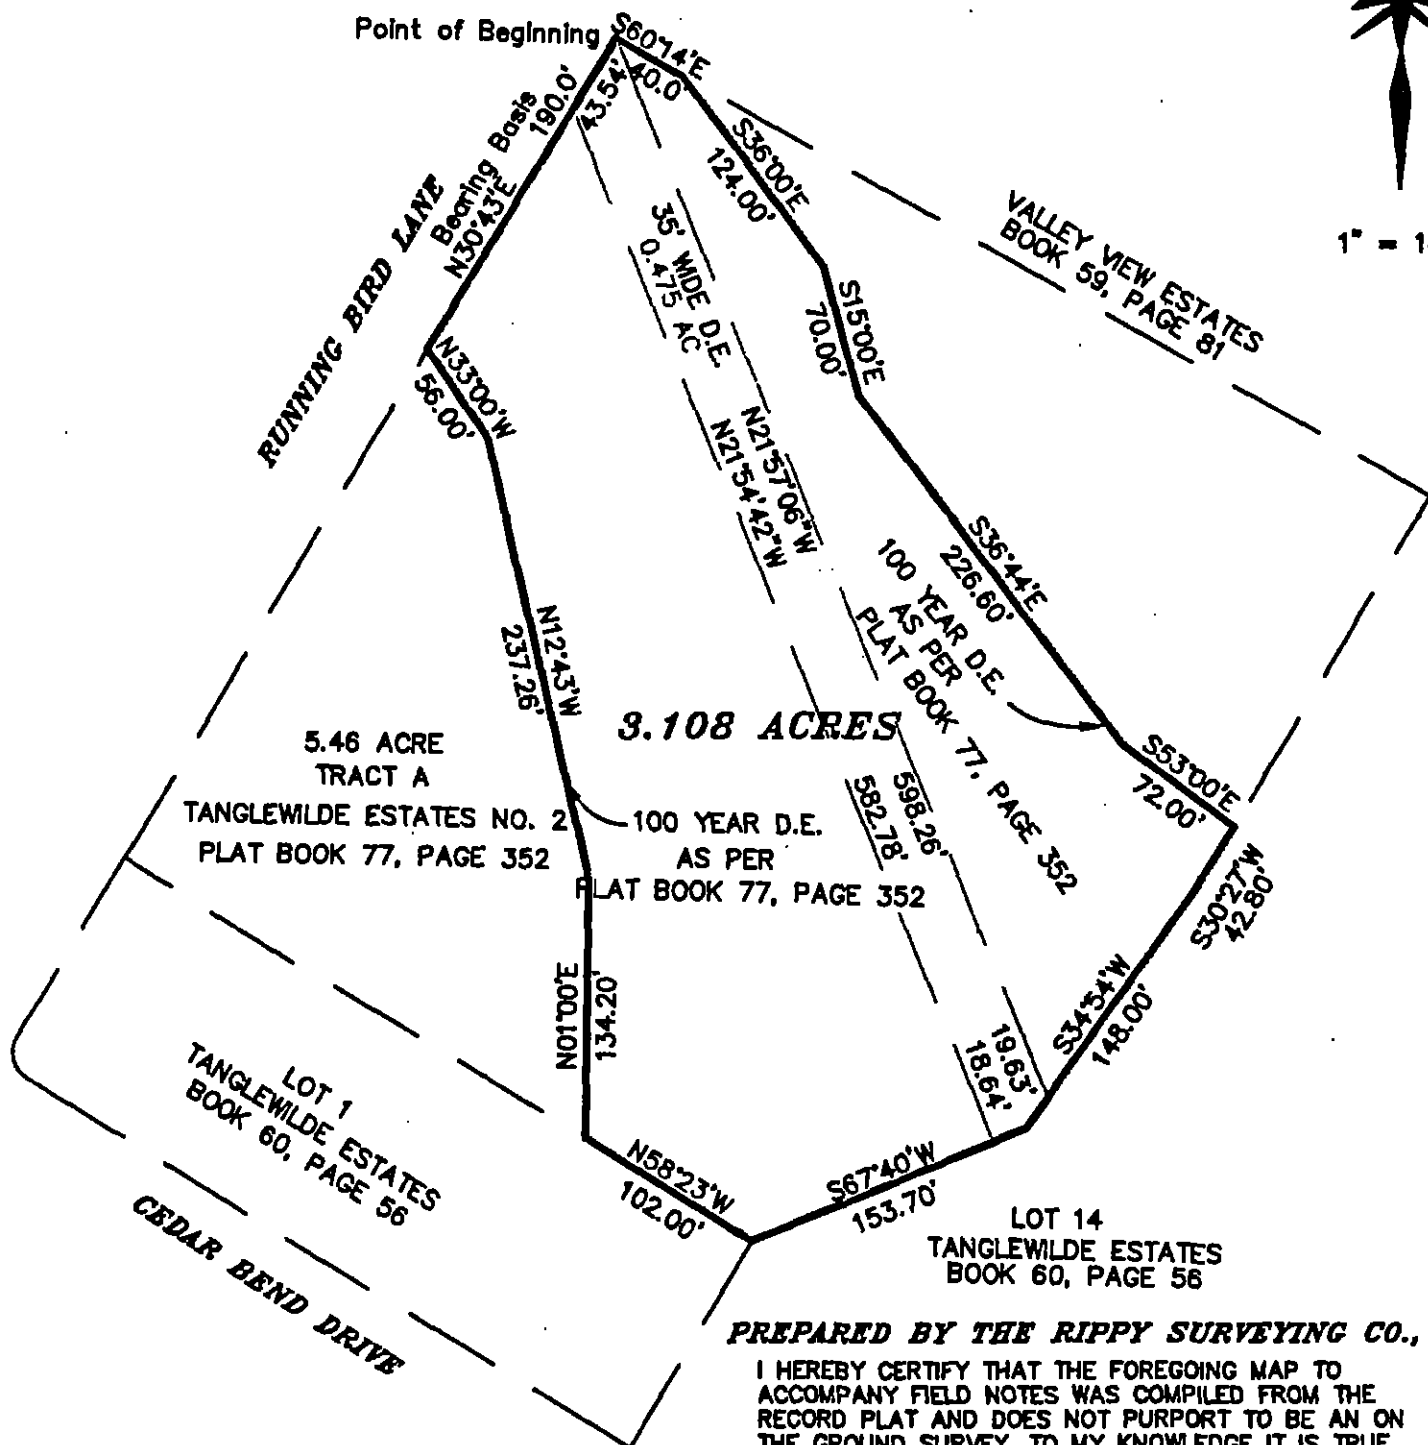 Point of Beginning
S60°14'E
40.0'
190.0'
43.54'
Bearing Basis
N30°43'E
RUNNING BIRD LANE
S36°00'E
124.00'
1" = 1
VALLEY VIEW ESTATES
BOOK 59, PAGE 81
35' WIDE D.E.
0.475 AC
S15°00'E
70.00'
N33°00'W
56.00'
N21°57'06"W
N21°54'42"W
S36°44'E
226.60'
100 YEAR D.E.
AS PER
PLAT BOOK 77, PAGE 352
N12°43'W
237.26'
3.108 ACRES
5.46 ACRE
TRACT A
TANGLEWILDE ESTATES NO. 2
PLAT BOOK 77, PAGE 352
100 YEAR D.E.
AS PER
PLAT BOOK 77, PAGE 352
598.26'
582.78'
S53°00'E
72.00'
S30°27'W
42.80'
S34°54'W
148.00'
19.63'
18.64'
N01°00'E
134.20'
LOT 1
TANGLEWILDE ESTATES
BOOK 60, PAGE 56
N58°23'W
102.00'
S67°40'W
153.70'
CEDAR BEND DRIVE
LOT 14
TANGLEWILDE ESTATES
BOOK 60, PAGE 56
PREPARED BY THE RIPPY SURVEYING CO.,
I HEREBY CERTIFY THAT THE FOREGOING MAP TO
ACCOMPANY FIELD NOTES WAS COMPILED FROM THE
RECORD PLAT AND DOES NOT PURPORT TO BE AN ON
THE GROUND SURVEY. TO MY KNOWLEDGE IT IS TRUE